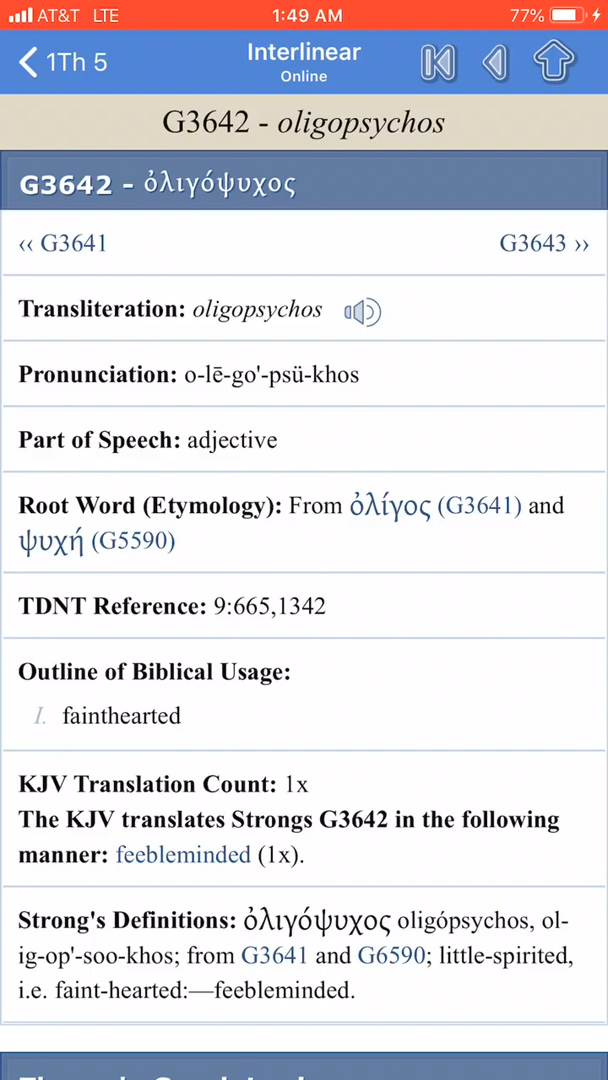 AT&T LTE 1:49 AM 77%
1Th 5 Interlinear
Online
G3642 - oligopsychos
G3642 - ὀλιγόψυχος
‹‹ G3641 G3643 ››
Transliteration: oligopsychos
Pronunciation: o-lē-go'-psü-khos
Part of Speech: adjective
Root Word (Etymology): From ὀλίγος (G3641) and
ψυχή (G5590)
TDNT Reference: 9:665,1342
Outline of Biblical Usage:
I. fainthearted
KJV Translation Count: 1x
The KJV translates Strongs G3642 in the following
manner: feebleminded (1x).
Strong's Definitions: ὀλιγόψυχος oligópsychos, ol-
ig-op'-soo-khos; from G3641 and G6590; little-spirited,
i.e. faint-hearted:—feebleminded.